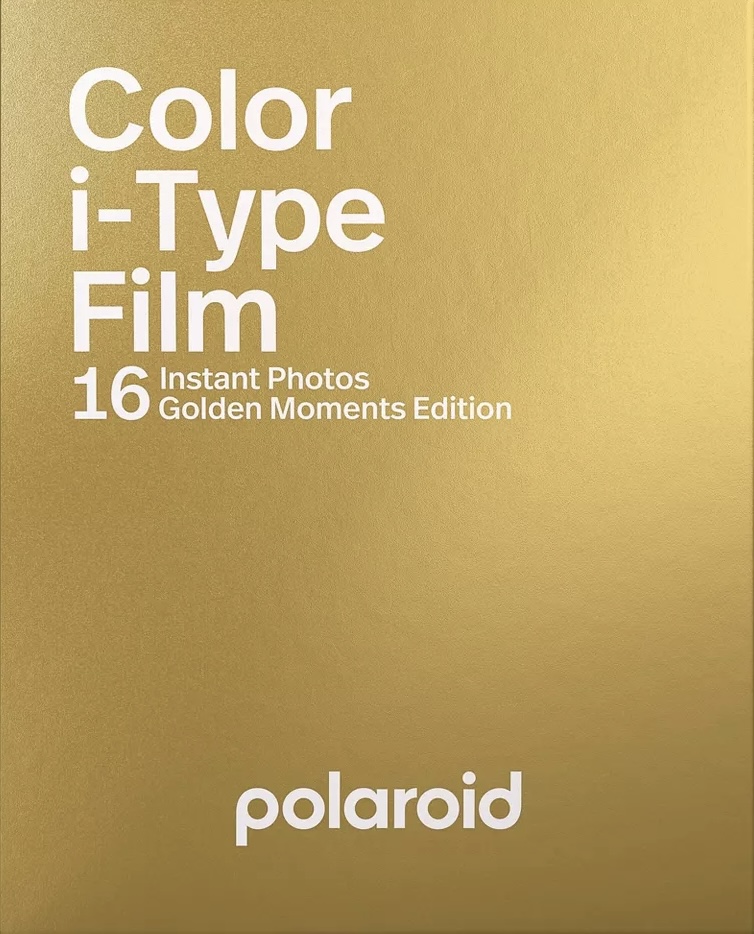 Color
i-Type
Film
16 Instant Photos
Golden Moments Edition
polaroid